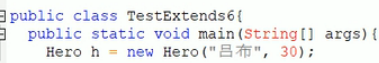 public class TestExtends6{
public static void main(String[] args){
Hero h = new Hero("吕布", 30);